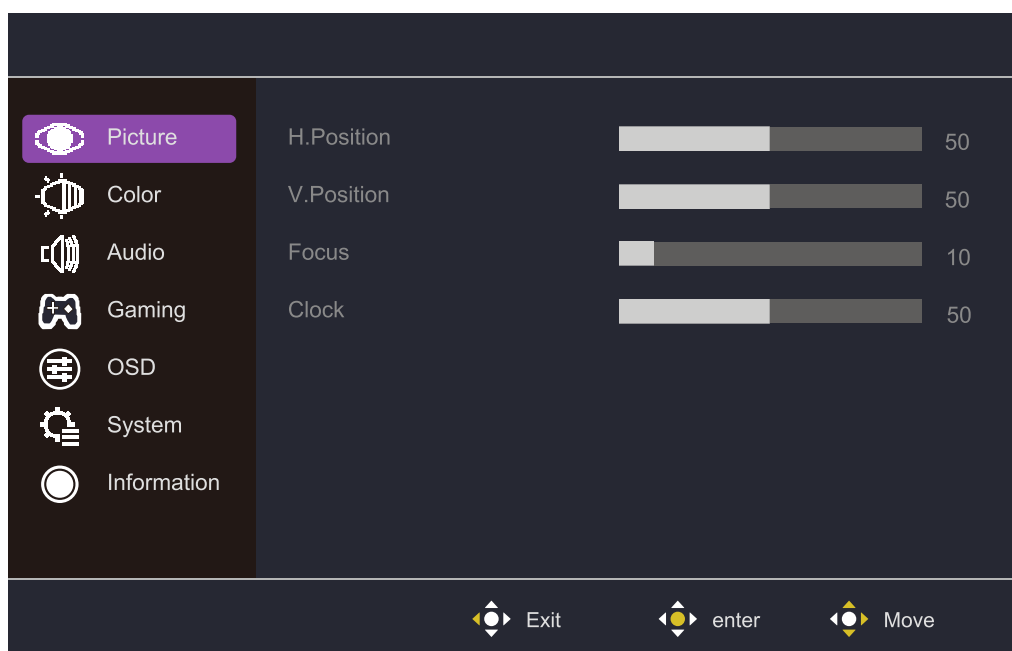 Picture
H.Position
50
Color
V.Position
50
Audio
Focus
10
Gaming
Clock
50
OSD
System
Information
Exit
enter
Move